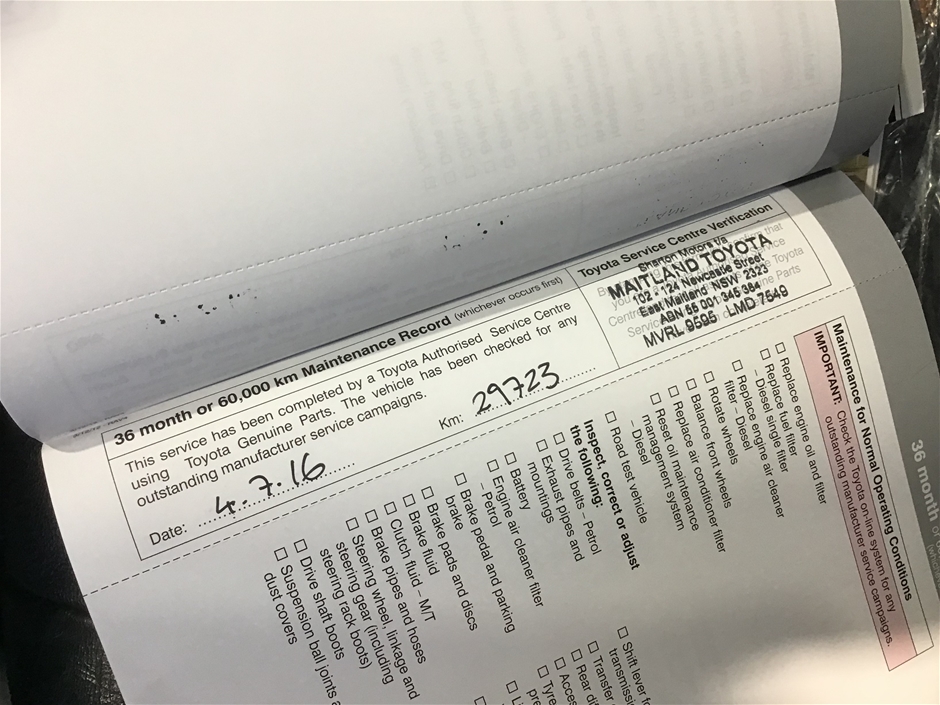 36 month or 60,000 km Maintenance Record (whichever occurs first)
This service has been completed by a Toyota Authorised Service Centre
using Toyota Genuine Parts. The vehicle has been checked for any
outstanding manufacturer service campaigns.
Date: 4.7.16
Km: 29723
Toyota Service Centre Verification
Sharton Motors t/a
MAITLAND TOYOTA
102 - 124 Newcastle Street
East Maitland NSW 2323
ABN 55 001 345 364
MVRL 9595 LMD 7549
36 month or
Maintenance for Normal Operating Conditions
IMPORTANT: Check the Toyota on-line system for any
outstanding manufacturer service campaigns.
Replace engine oil and filter
Replace fuel filter
– Diesel single filter
Replace engine air cleaner
filter – Diesel
Rotate wheels
Balance front wheels
Replace air conditioner filter
Reset oil maintenance
management system
– Diesel
Road test vehicle
Inspect, correct or adjust
the following:
Drive belts – Petrol
Exhaust pipes and
mountings
Battery
Engine air cleaner filter
– Petrol
Brake pedal and parking
brake
Brake pads and discs
Brake fluid
Clutch fluid – M/T
Brake pipes and hoses
Steering wheel, linkage and
steering gear (including
steering rack boots)
Drive shaft boots
Suspension ball joints
dust covers
Shift lever
Transfer
Rear
Tyre